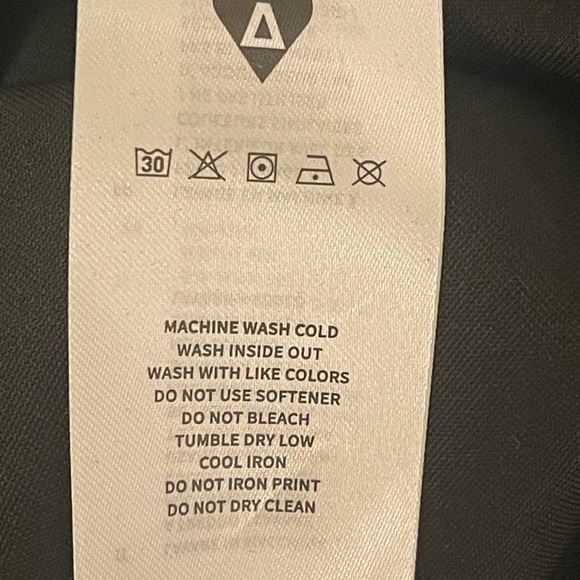 30
MACHINE WASH COLD
WASH INSIDE OUT
WASH WITH LIKE COLORS
DO NOT USE SOFTENER
DO NOT BLEACH
TUMBLE DRY LOW
COOL IRON
DO NOT IRON PRINT
DO NOT DRY CLEAN